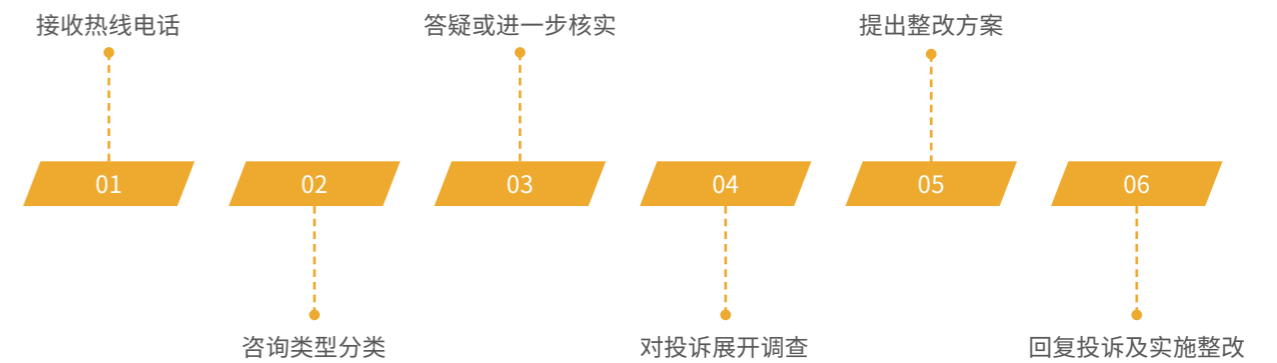 接收热线电话
答疑或进一步核实
提出整改方案
01
02
03
04
05
06
咨询类型分类
对投诉展开调查
回复投诉及实施整改